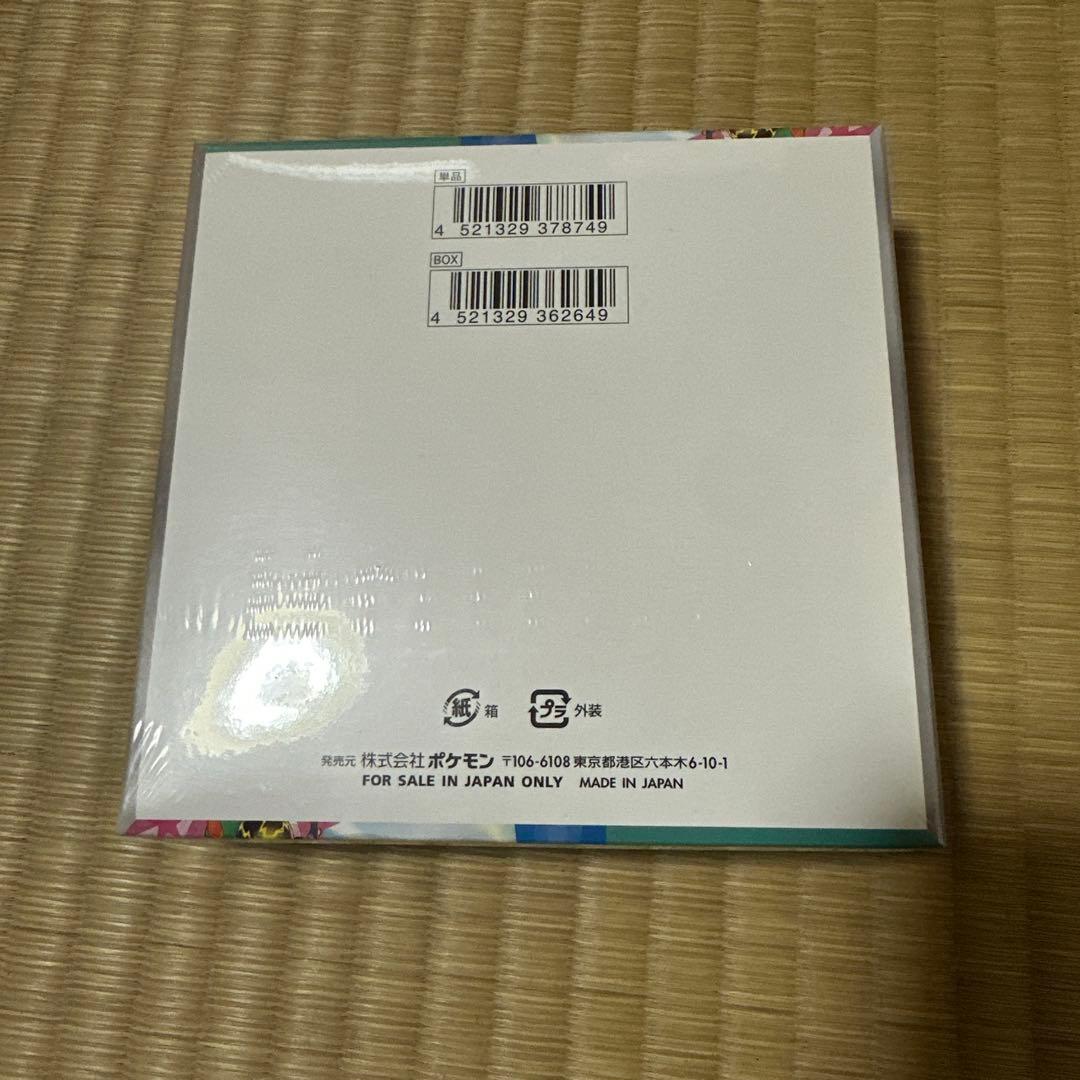 単品
4 521329 378749
BOX
4 521329 362649
紙 箱 プラ 外装
発売元 株式会社 ポケモン 〒106-6108 東京都港区六本木6-10-1
FOR SALE IN JAPAN ONLY MADE IN JAPAN